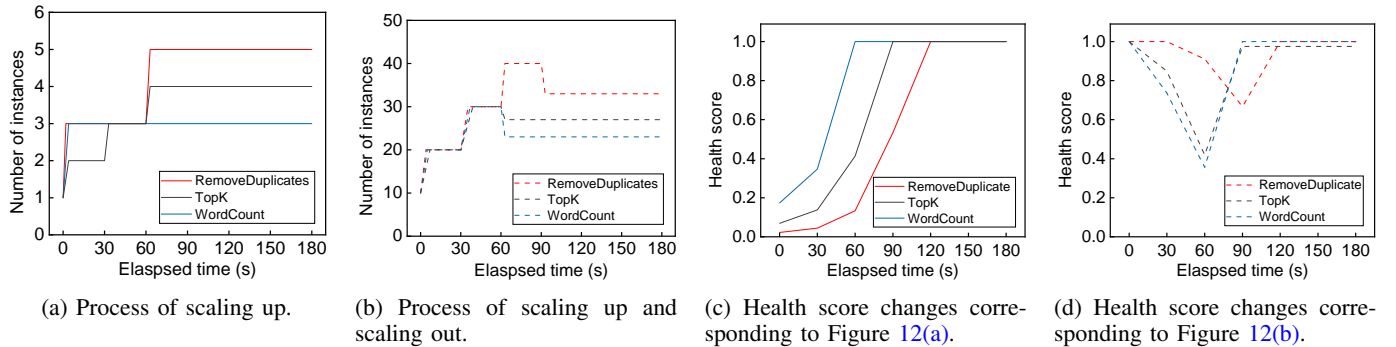 Number of instances
6
5
4
3
2
1
0
RemoveDuplicates
TopK
WordCount
0 30 60 90 120 150 180
Elaspsed time (s)
(a) Process of scaling up.
Number of instances
50
40
30
20
10
0
RemoveDuplicates
TopK
WordCount
0 30 60 90 120 150 180
Elaspsed time (s)
(b) Process of scaling up and
scaling out.
Health score
1.0
0.8
0.6
0.4
0.2
0.0
RemoveDuplicate
TopK
WordCount
0 30 60 90 120 150 180
Elaspsed time (s)
(c) Health score changes corre-
sponding to Figure 12(a).
Health score
1.0
0.8
0.6
0.4
0.2
0.0
RemoveDuplicate
TopK
WordCount
0 30 60 90 120 150 180
Elaspsed time (s)
(d) Health score changes corre-
sponding to Figure 12(b).